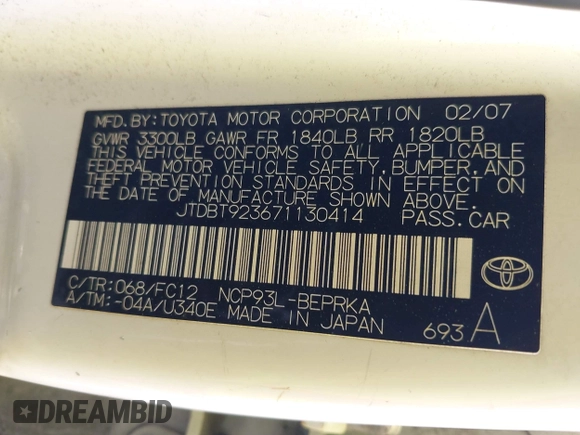 MFD. BY: TOYOTA MOTOR CORPORATION 02/07
GVWR 3300LB GAWR FR 1840LB RR 1820LB
THIS VEHICLE CONFORMS TO ALL APPLICABLE
FEDERAL MOTOR VEHICLE SAFETY, BUMPER, AND
THEFT PREVENTION STANDARDS IN EFFECT ON
THE DATE OF MANUFACTURE SHOWN ABOVE.
JTDBT923671130414 PASS. CAR
C/TR: 068/FC12 NCP93L-BEPRKA
A/TM: -04A/U340E MADE IN JAPAN
693 A
DREAMBID